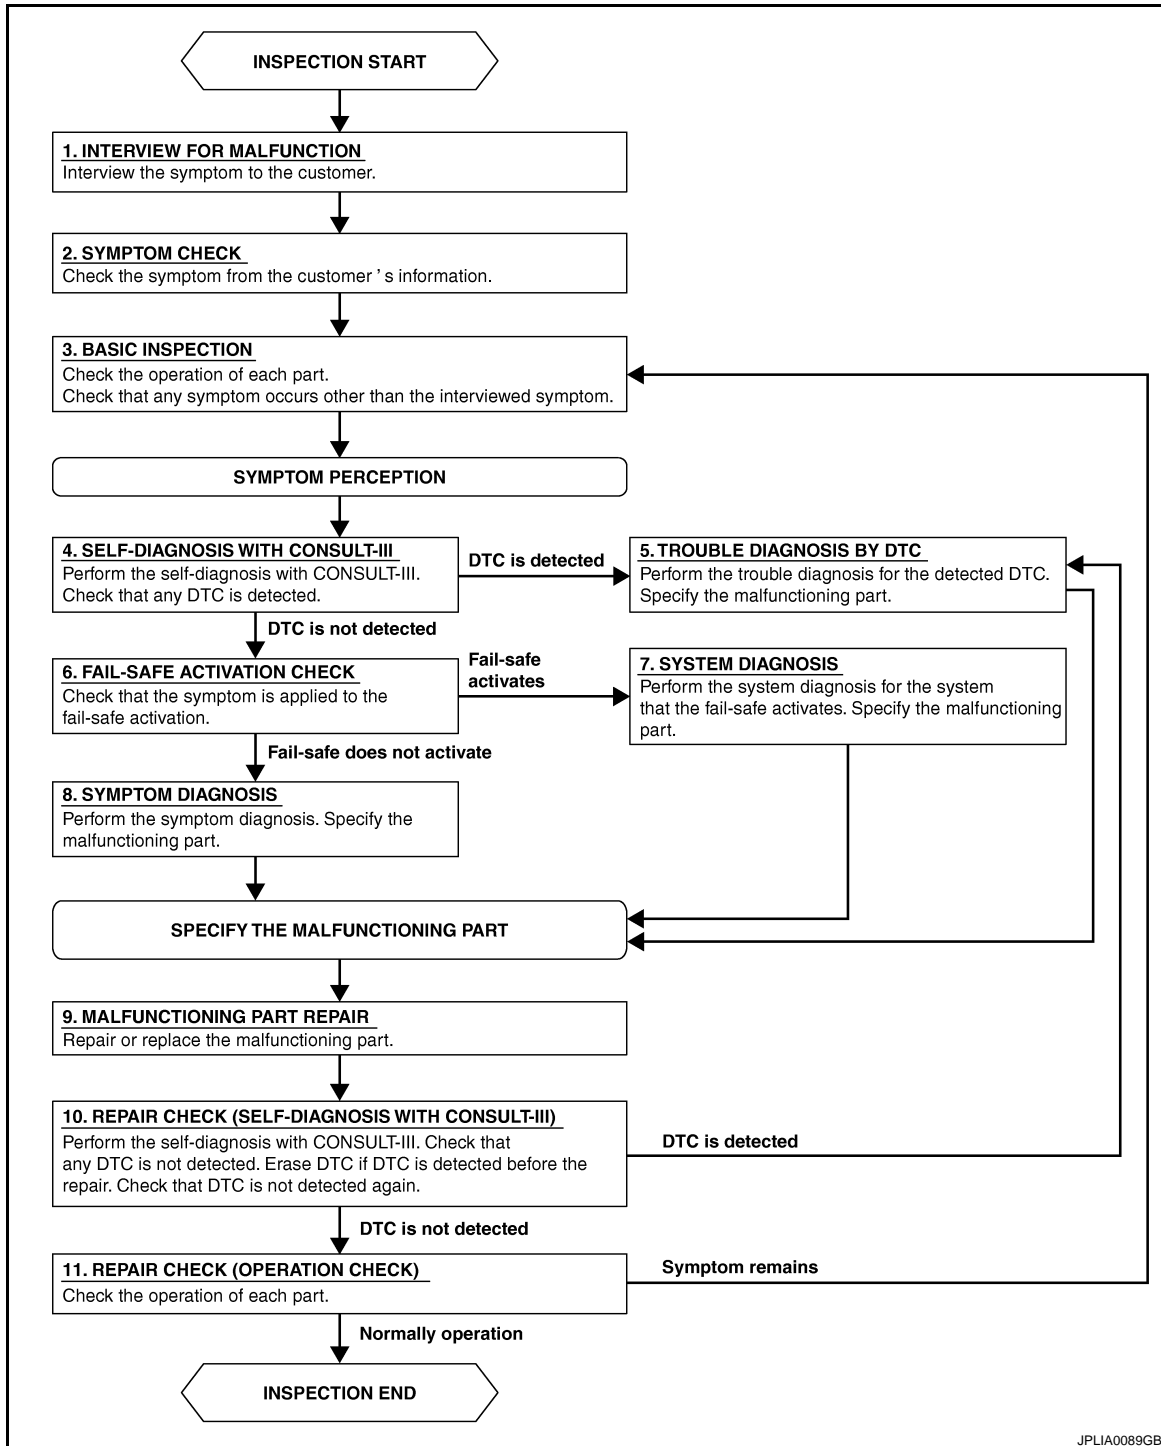 INSPECTION START
1. INTERVIEW FOR MALFUNCTION
Interview the symptom to the customer.
2. SYMPTOM CHECK
Check the symptom from the customer ’ s information.
3. BASIC INSPECTION
Check the operation of each part.
Check that any symptom occurs other than the interviewed symptom.
SYMPTOM PERCEPTION
4. SELF-DIAGNOSIS WITH CONSULT-III
Perform the self-diagnosis with CONSULT-III.
Check that any DTC is detected.
DTC is detected
5. TROUBLE DIAGNOSIS BY DTC
Perform the trouble diagnosis for the detected DTC.
Specify the malfunctioning part.
DTC is not detected
6. FAIL-SAFE ACTIVATION CHECK
Check that the symptom is applied to the
fail-safe activation.
Fail-safe
activates
7. SYSTEM DIAGNOSIS
Perform the system diagnosis for the system
that the fail-safe activates. Specify the malfunctioning
part.
Fail-safe does not activate
8. SYMPTOM DIAGNOSIS
Perform the symptom diagnosis. Specify the
malfunctioning part.
SPECIFY THE MALFUNCTIONING PART
9. MALFUNCTIONING PART REPAIR
Repair or replace the malfunctioning part.
10. REPAIR CHECK (SELF-DIAGNOSIS WITH CONSULT-III)
Perform the self-diagnosis with CONSULT-III. Check that
any DTC is not detected. Erase DTC if DTC is detected before the
repair. Check that DTC is not detected again.
DTC is detected
DTC is not detected
11. REPAIR CHECK (OPERATION CHECK)
Check the operation of each part.
Symptom remains
Normally operation
INSPECTION END
JPLIA0089GB